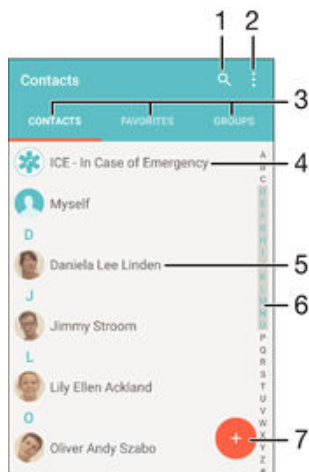 1 2
Contacts
3
CONTACTS FAVORITES GROUPS
ICE - In Case of Emergency 4
Myself
D
Daniela Lee Linden 5
J
6
Jimmy Stroom
L
Lily Ellen Ackland
O
Oliver Andy Szabo
+ 7
A
B
C
P
Q
R
S
T
U
V
W
X
Y
Z